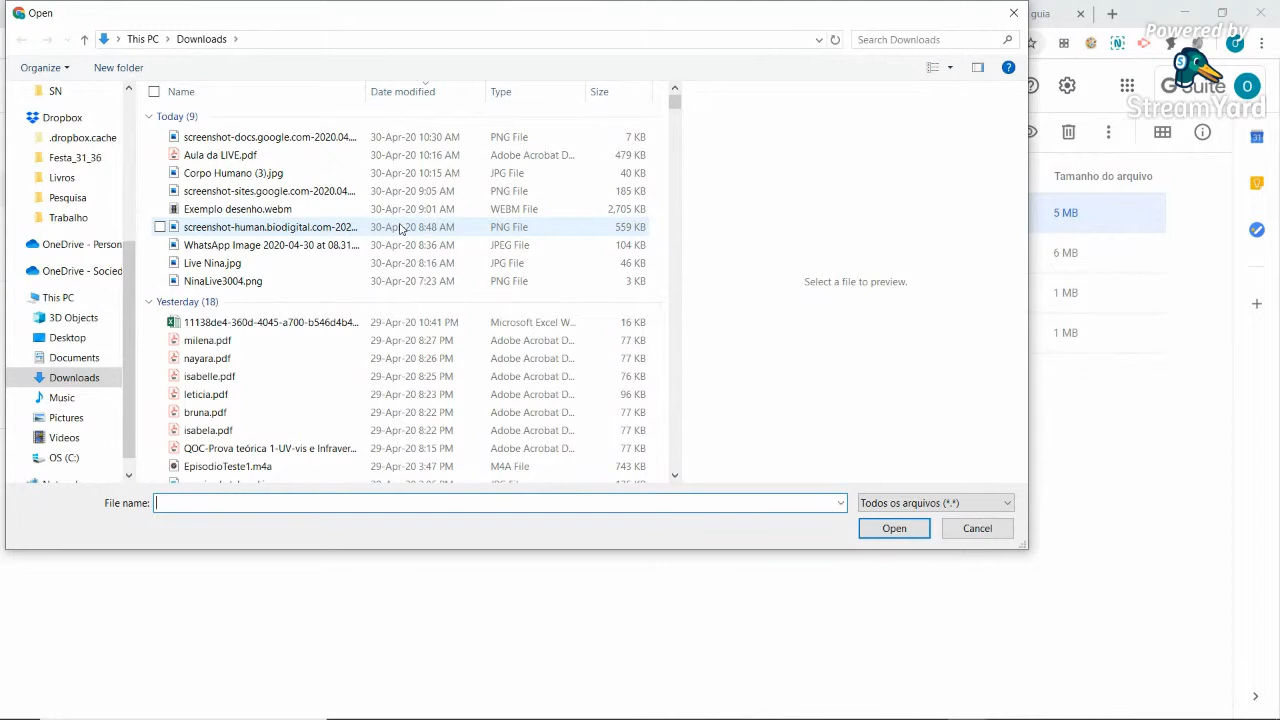 Open
guia
Powered by
StreamYard
This PC
Downloads
Search Downloads
Organize
New folder
G Suite
O
SN
Dropbox
.dropbox.cache
Festa_31_36
Livros
Pesquisa
Trabalho
OneDrive - Person
OneDrive - Socied
This PC
3D Objects
Desktop
Documents
Downloads
Music
Pictures
Videos
OS (C:)
Name Date modified Type Size
Today (9)
screenshot-docs.google.com-2020.04.... 30-Apr-20 10:30 AM PNG File 7 KB
Aula da LIVE.pdf 30-Apr-20 10:16 AM Adobe Acrobat D... 479 KB
Corpo Humano (3).jpg 30-Apr-20 10:15 AM JPG File 40 KB
screenshot-sites.google.com-2020.04.... 30-Apr-20 9:05 AM PNG File 185 KB
Exemplo desenho.webm 30-Apr-20 9:01 AM WEBM File 2,705 KB
screenshot-human.biodigital.com-202... 30-Apr-20 8:48 AM PNG File 559 KB
WhatsApp Image 2020-04-30 at 08.31.... 30-Apr-20 8:36 AM JPEG File 104 KB
Live Nina.jpg 30-Apr-20 8:16 AM JPG File 46 KB
NinaLive3004.png 30-Apr-20 7:23 AM PNG File 3 KB
Yesterday (18)
11138de4-360d-4045-a700-b546d4b4... 29-Apr-20 10:41 PM Microsoft Excel W... 16 KB
milena.pdf 29-Apr-20 8:27 PM Adobe Acrobat D... 77 KB
nayara.pdf 29-Apr-20 8:26 PM Adobe Acrobat D... 77 KB
isabelle.pdf 29-Apr-20 8:25 PM Adobe Acrobat D... 76 KB
leticia.pdf 29-Apr-20 8:23 PM Adobe Acrobat D... 96 KB
bruna.pdf 29-Apr-20 8:22 PM Adobe Acrobat D... 77 KB
isabela.pdf 29-Apr-20 8:22 PM Adobe Acrobat D... 77 KB
QOC-Prova teórica 1-UV-vis e Infraver... 29-Apr-20 8:15 PM Adobe Acrobat D... 77 KB
EpisodioTeste1.m4a 29-Apr-20 3:47 PM M4A File 743 KB
Select a file to preview.
Tamanho do arquivo
5 MB
6 MB
1 MB
1 MB
File name:
Todos os arquivos (*.*)
Open
Cancel